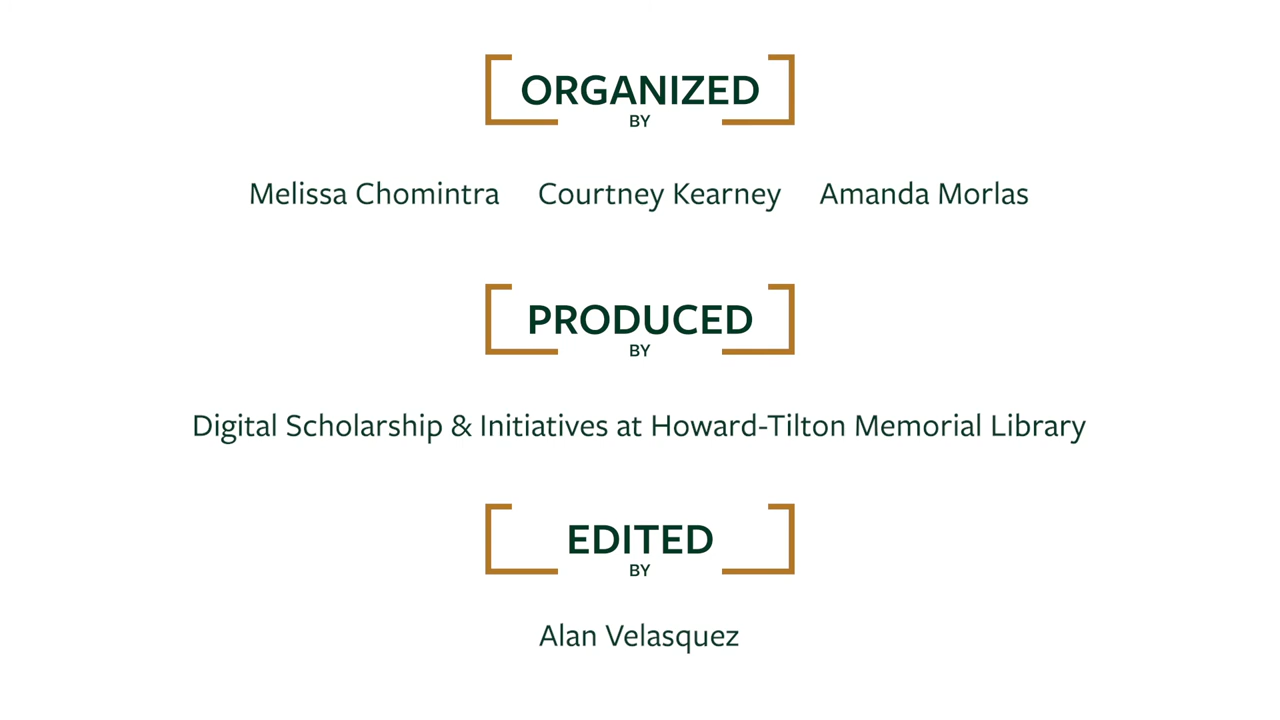 ORGANIZED
BY
Melissa Chomintra Courtney Kearney Amanda Morlas
PRODUCED
BY
Digital Scholarship & Initiatives at Howard-Tilton Memorial Library
EDITED
BY
Alan Velasquez